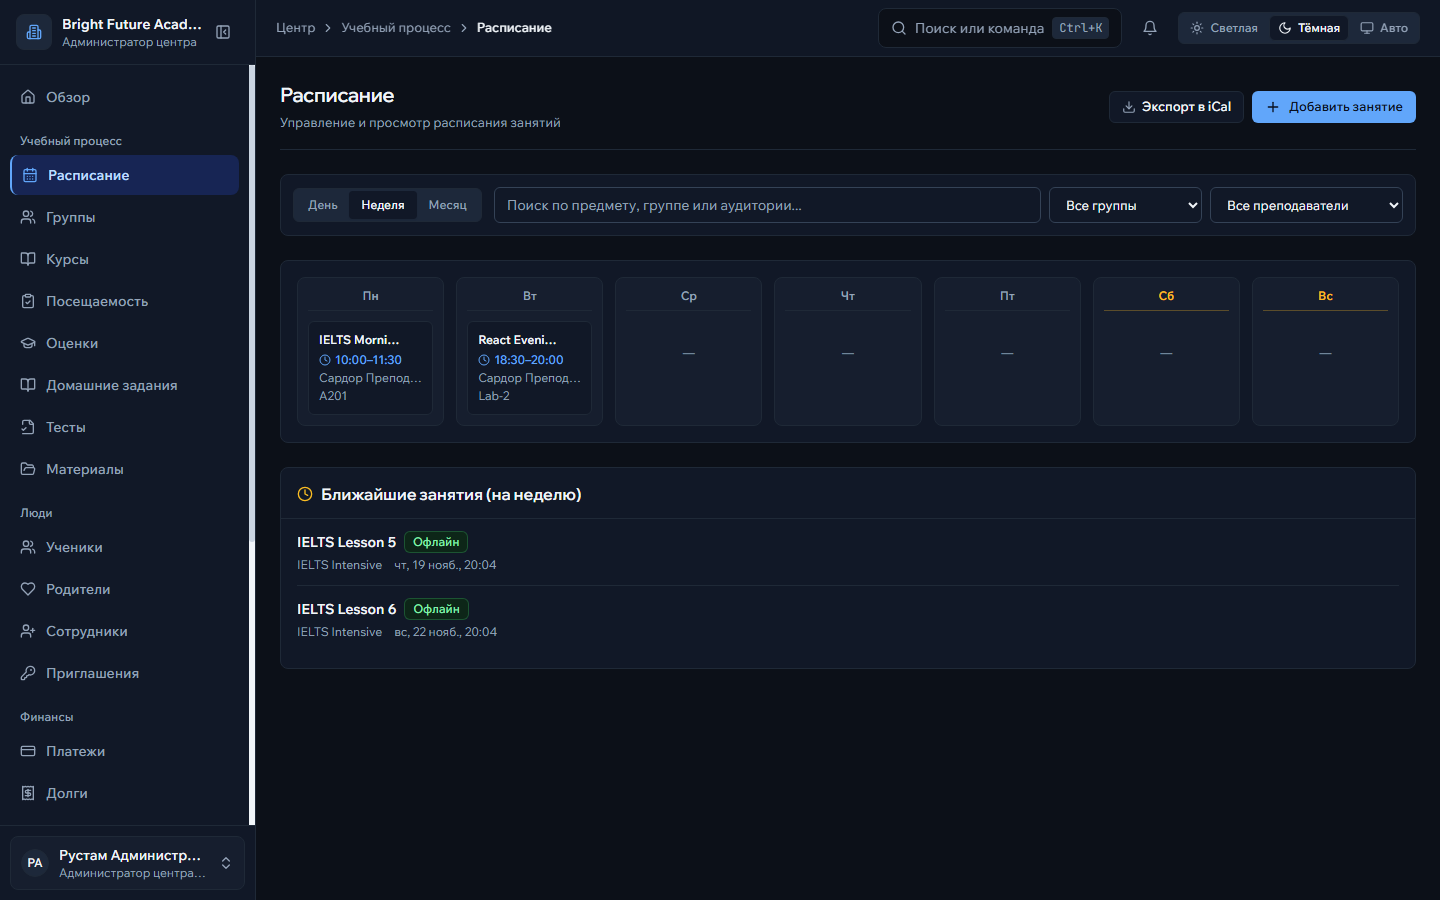 Bright Future Acad...
Администратор центра
Обзор
Учебный процесс
Расписание
Группы
Курсы
Посещаемость
Оценки
Домашние задания
Тесты
Материалы
Люди
Ученики
Родители
Сотрудники
Приглашения
Финансы
Платежи
Долги
РА
Рустам Администр...
Администратор центра...
Центр > Учебный процесс > Расписание
Поиск или команда Ctrl+K
Светлая Тёмная Авто
Расписание
Управление и просмотр расписания занятий
Экспорт в iCal
Добавить занятие
День Неделя Месяц
Поиск по предмету, группе или аудитории...
Все группы
Все преподаватели
Пн
IELTS Morni...
10:00–11:30
Сардор Препод...
A201
Вт
React Eveni...
18:30–20:00
Сардор Препод...
Lab-2
Ср
—
Чт
—
Пт
—
Сб
—
Вс
—
Ближайшие занятия (на неделю)
IELTS Lesson 5 Офлайн
IELTS Intensive чт, 19 нояб., 20:04
IELTS Lesson 6 Офлайн
IELTS Intensive вс, 22 нояб., 20:04